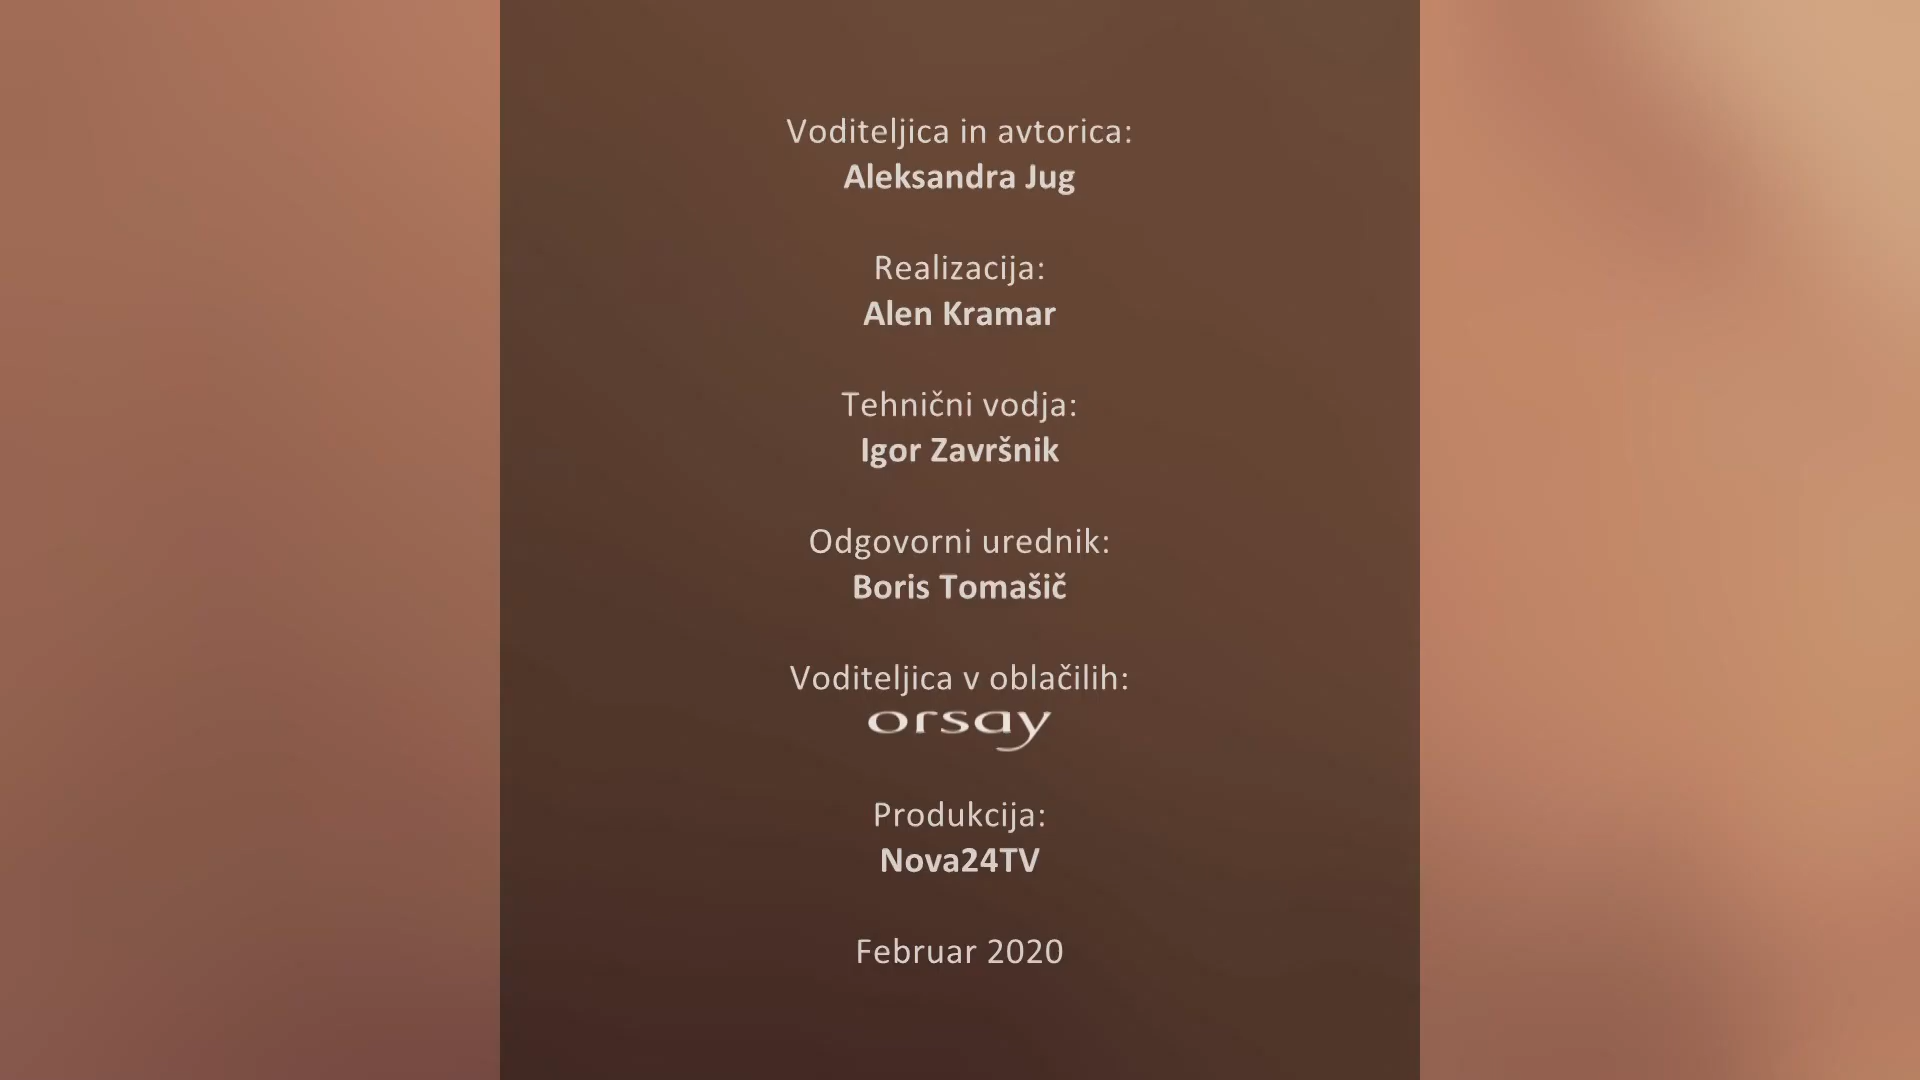 Voditeljica in avtorica:
Aleksandra Jug
Realizacija:
Alen Kramar
Tehnični vodja:
Igor Završnik
Odgovorni urednik:
Boris Tomašič
Voditeljica v oblačilih:
orsay
Produkcija:
Nova24TV
Februar 2020